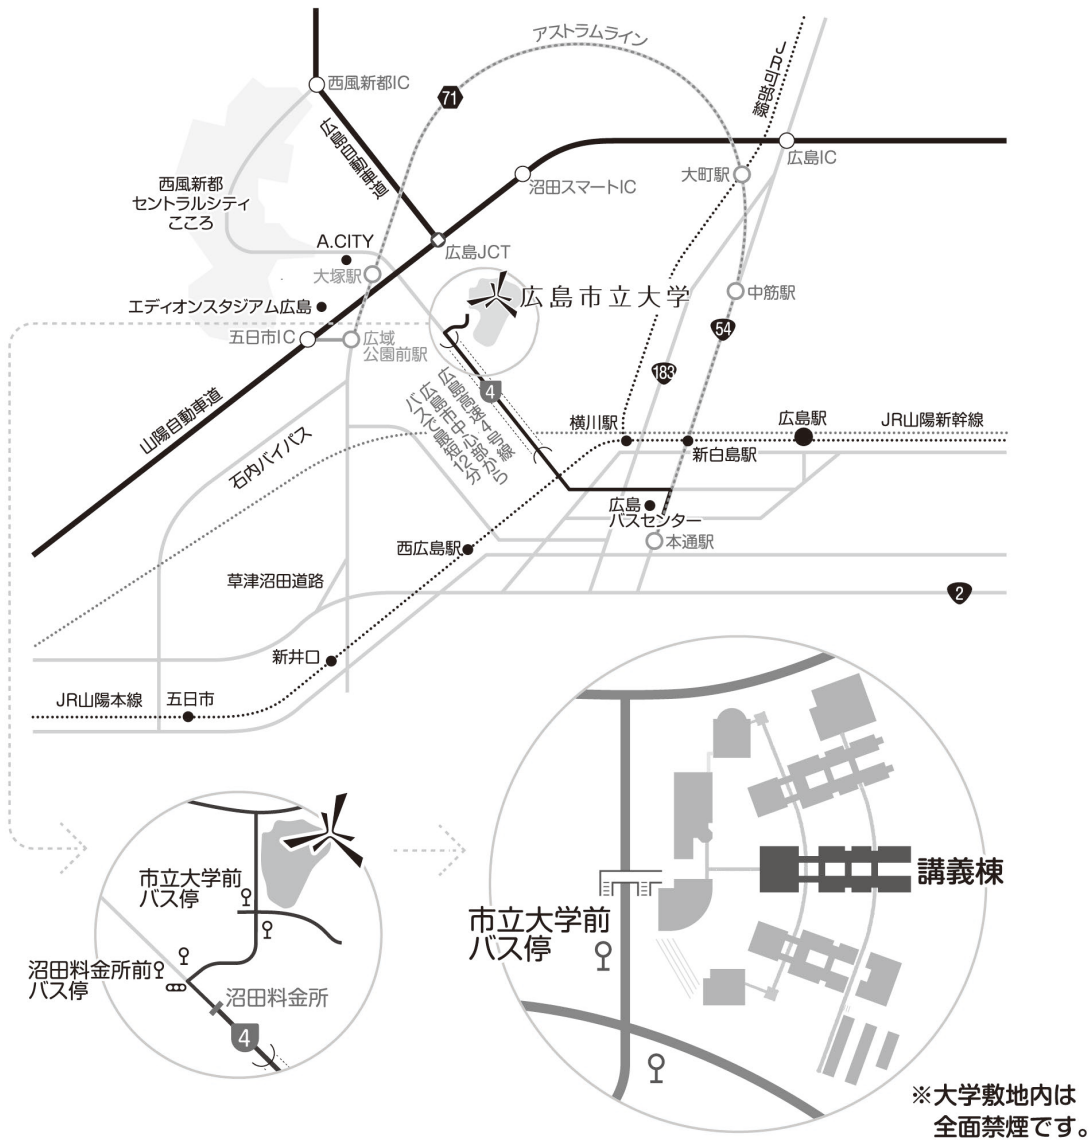 アストラムライン
JR可部線
西風新都IC
71
広島自動車道
広島IC
大町駅
沼田スマートIC
西風新都
セントラルシティ
こころ
A.CITY
広島JCT
大塚駅
広島市立大学
中筋駅
エディオンスタジアム広島
五日市IC
広域
公園前駅
54
183
4
広島高速4号線
広島市中心部から
バスで最短12分
山陽自動車道
石内バイパス
横川駅
広島駅
JR山陽新幹線
新白島駅
広島
バスセンター
本通駅
西広島駅
草津沼田道路
2
新井口
JR山陽本線
五日市
市立大学前
バス停
沼田料金所前
バス停
沼田料金所
4
講義棟
市立大学前
バス停
※大学敷地内は
全面禁煙です。